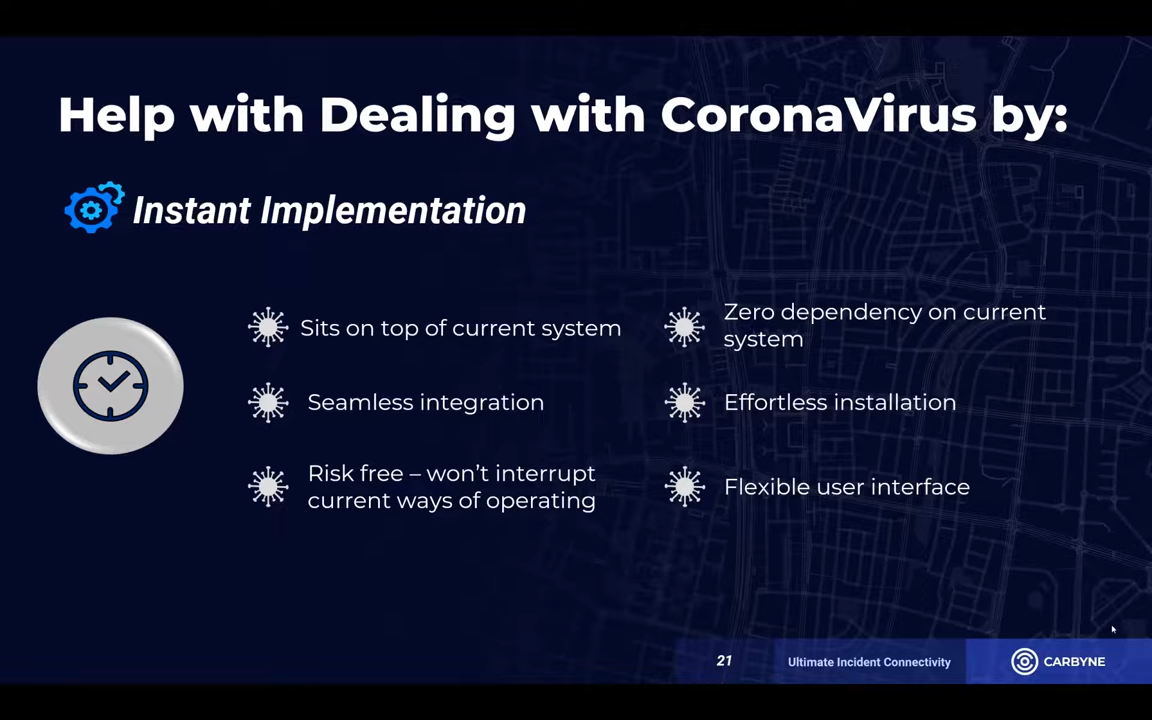 Help with Dealing with CoronaVirus by:
Instant Implementation
Sits on top of current system
Zero dependency on current
system
Seamless integration
Effortless installation
Risk free – won't interrupt
current ways of operating
Flexible user interface
21
Ultimate Incident Connectivity
CARBYNE